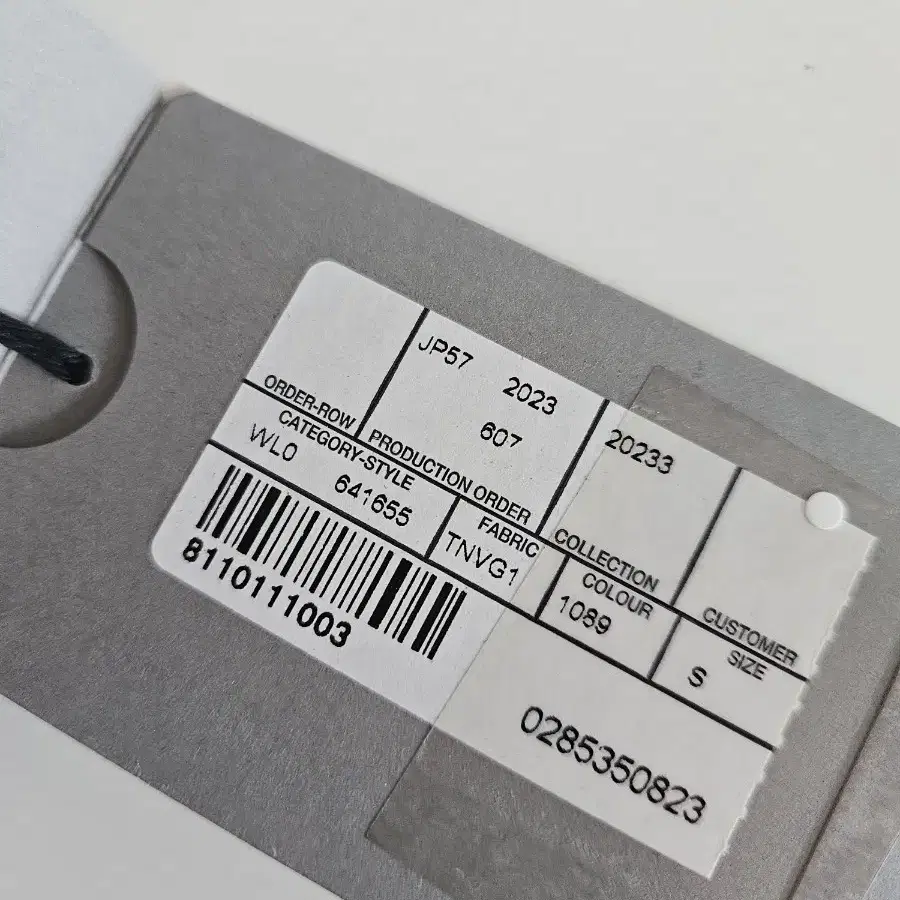 JP57 2023
607
20233
ORDER-ROW PRODUCTION ORDER COLLECTION CUSTOMER
CATEGORY-STYLE FABRIC COLOUR SIZE
WL0 641655 TNVG1 1089 S
8110111003
0285350823